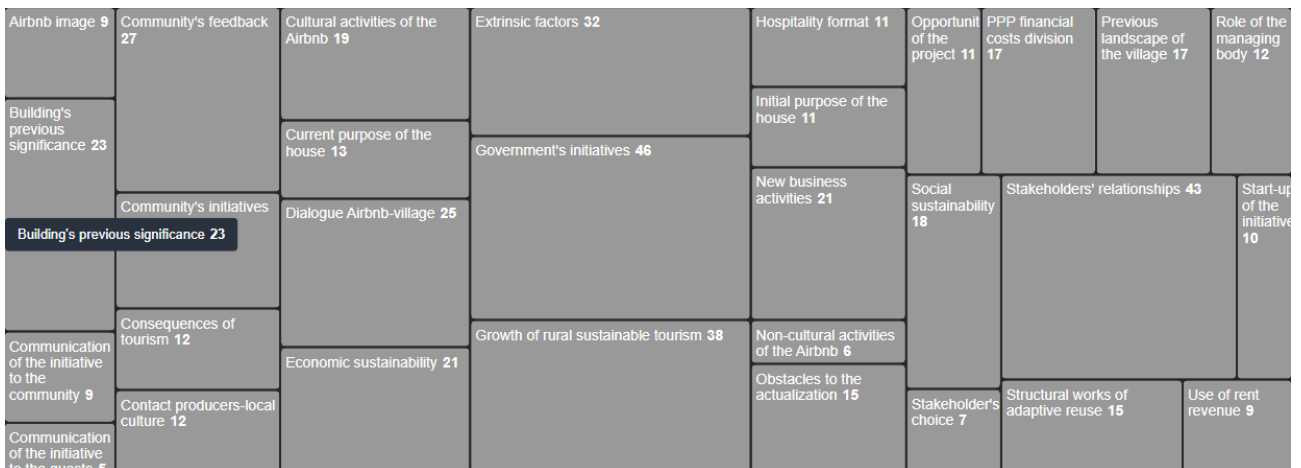 Airbnb image 9
Building's
previous
significance 23
Building's previous significance 23
Communication
of the initiative
to the
community 9
Communication
of the initiative
to the guests 5
Community's feedback
27
Community's initiatives
Consequences of
tourism 12
Contact producers-local
culture 12
Cultural activities of the
Airbnb 19
Current purpose of the
house 13
Dialogue Airbnb-village 25
Economic sustainability 21
Extrinsic factors 32
Government's initiatives 46
Growth of rural sustainable tourism 38
Hospitality format 11
Initial purpose of the
house 11
New business
activities 21
Non-cultural activities
of the Airbnb 6
Obstacles to the
actualization 15
Opportunit
of the
project 11
PPP financial
costs division
17
Previous
landscape of
the village 17
Role of the
managing
body 12
Social
sustainability
18
Stakeholders' relationships 43
Start-up
of the
initiative
10
Stakeholder's
choice 7
Structural works of
adaptive reuse 15
Use of rent
revenue 9